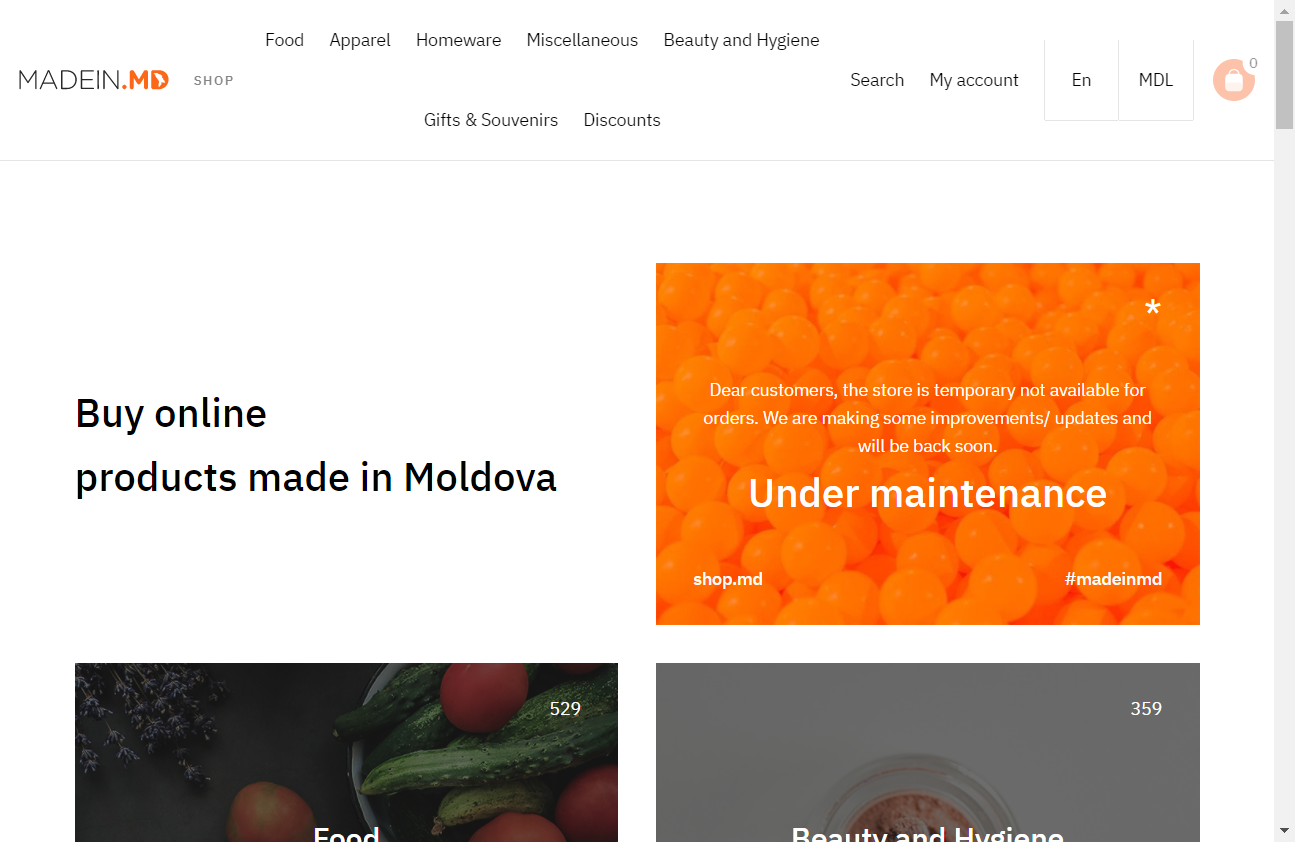 MADEIN.MD SHOP
Food Apparel Homeware Miscellaneous Beauty and Hygiene
Gifts & Souvenirs Discounts
Search My account En MDL 0
Buy online
products made in Moldova
*
Dear customers, the store is temporary not available for
orders. We are making some improvements/ updates and
will be back soon.
Under maintenance
shop.md #madeinmd
529
Food
359
Beauty and Hygiene